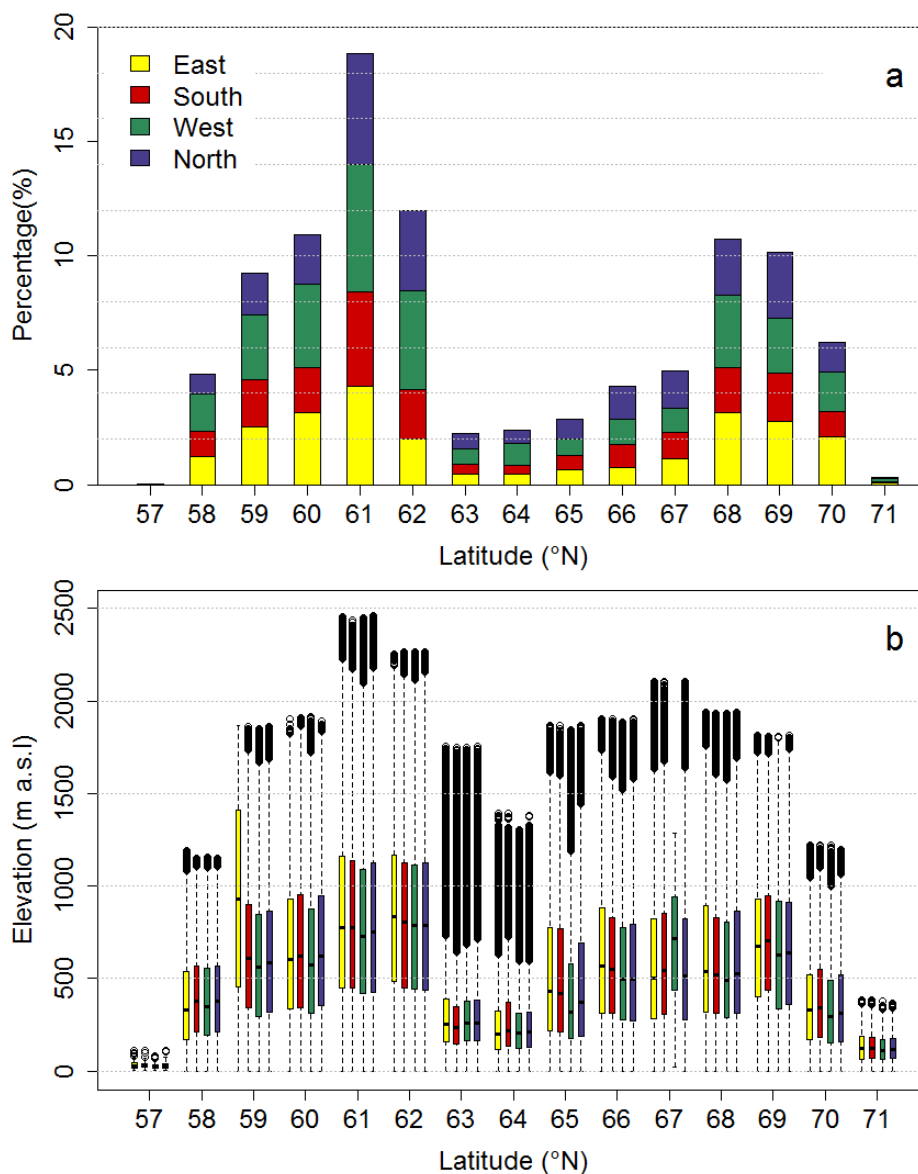 20
15
10
5
0
Percentage(%)
East
South
West
North
a
57 58 59 60 61 62 63 64 65 66 67 68 69 70 71
Latitude (°N)
2500
2000
1500
1000
500
0
Elevation (m a.s.l)
b
57 58 59 60 61 62 63 64 65 66 67 68 69 70 71
Latitude (°N)